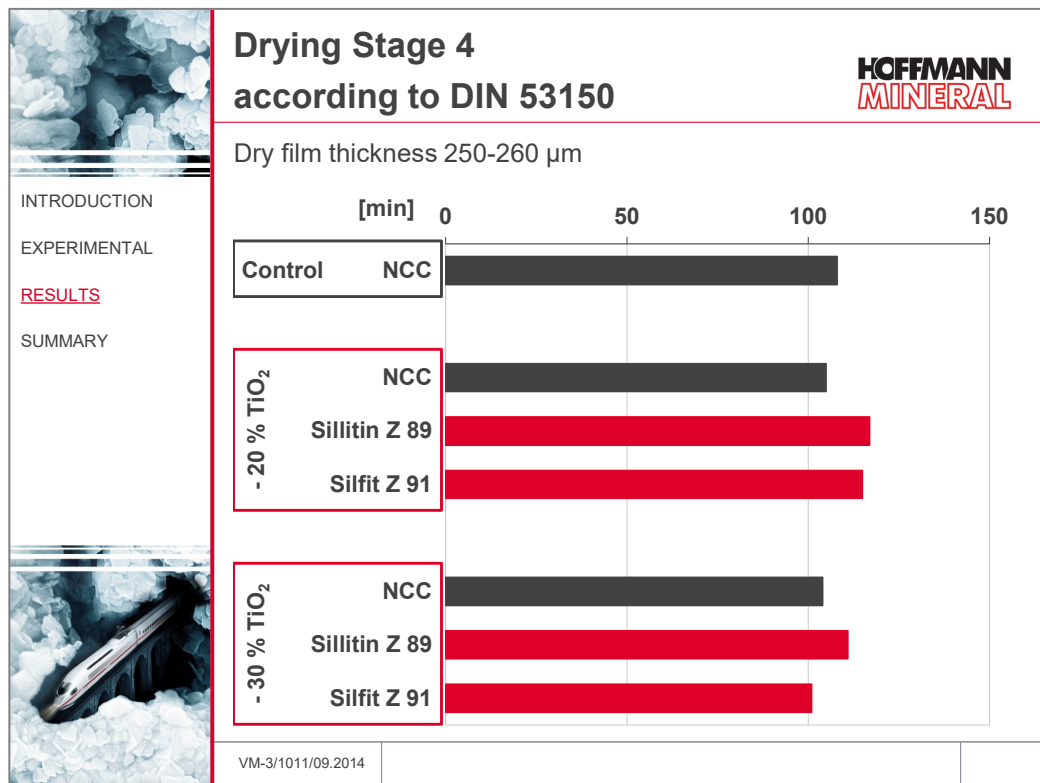 Drying Stage 4
according to DIN 53150
HOFFMANN
MINERAL
Dry film thickness 250-260 µm
INTRODUCTION
EXPERIMENTAL
RESULTS
SUMMARY
[min] 0 50 100 150
Control NCC
- 20 % TiO₂
NCC
Sillitin Z 89
Silfit Z 91
- 30 % TiO₂
NCC
Sillitin Z 89
Silfit Z 91
VM-3/1011/09.2014